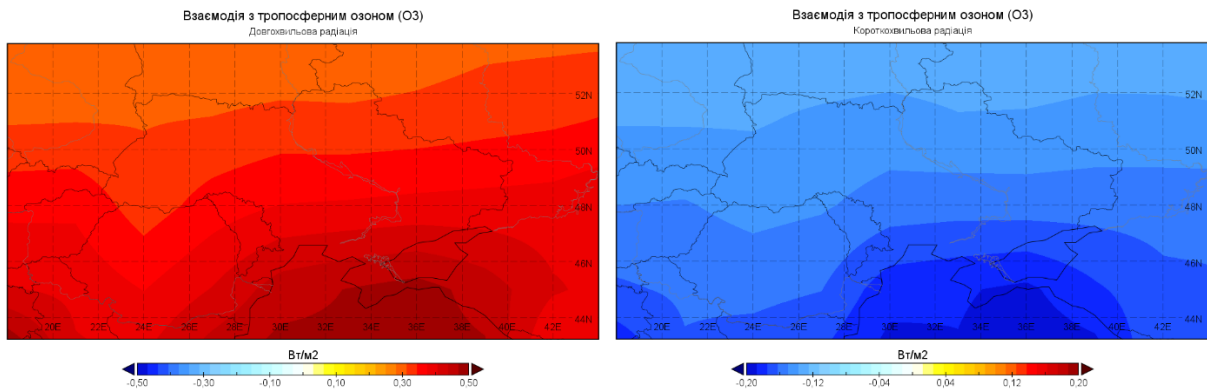 Взаємодія з тропосферним озоном (О3)
Довгохвильова радіація
52N
50N
48N
46N
44N
20E 22E 24E 26E 28E 30E 32E 34E 36E 38E 40E 42E
Вт/м2
-0,50 -0,30 -0,10 0,10 0,30 0,50
Взаємодія з тропосферним озоном (О3)
Короткохвильова радіація
52N
50N
48N
46N
44N
20E 22E 24E 26E 28E 30E 32E 34E 36E 38E 40E 42E
Вт/м2
-0,20 -0,12 -0,04 0,04 0,12 0,20